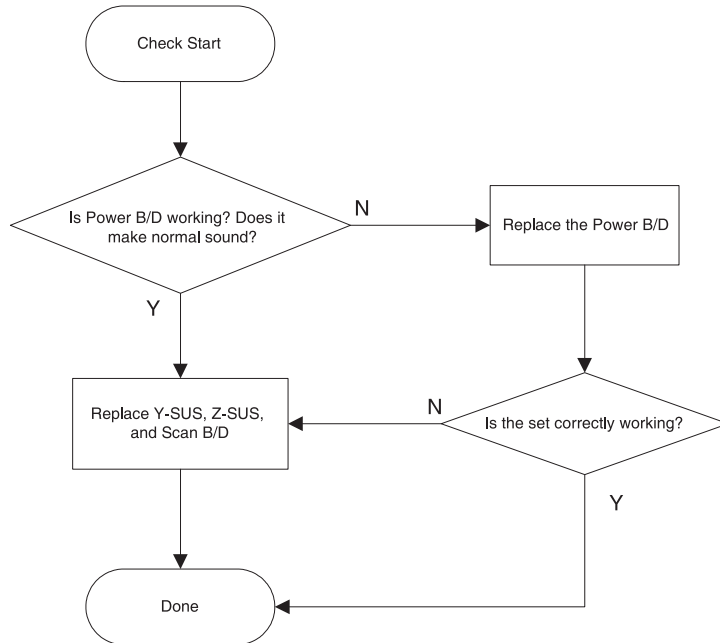 Check Start
Is Power B/D working? Does it
make normal sound?
N
Replace the Power B/D
Y
Replace Y-SUS, Z-SUS,
and Scan B/D
N
Is the set correctly working?
Y
Done